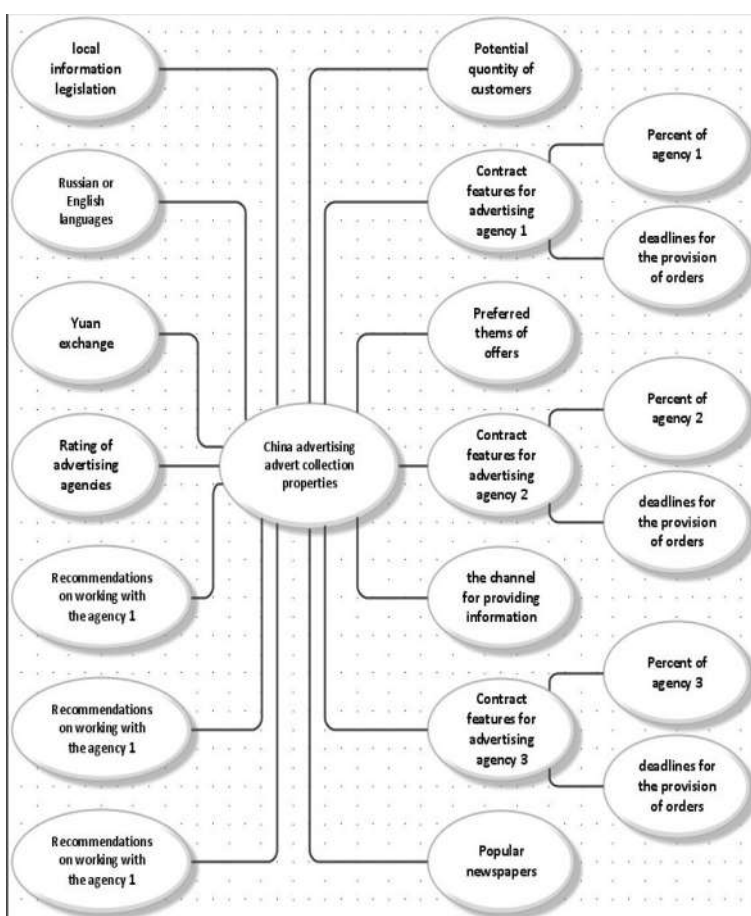 local
information
legislation
Russian or
English
languages
Yuan
exchange
Rating of
advertising
agencies
Recommendations
on working with
the agency 1
Recommendations
on working with
the agency 1
Recommendations
on working with
the agency 1
China advertising
advert collection
properties
Potential
quontity of
customers
Contract
features for
advertising
agency 1
Percent of
agency 1
deadlines for
the provision
of orders
Preferred
thems of
offers
Contract
features for
advertising
agency 2
Percent of
agency 2
deadlines for
the provision
of orders
the channel
for providing
information
Contract
features for
advertising
agency 3
Percent of
agency 3
deadlines for
the provision
of orders
Popular
newspapers